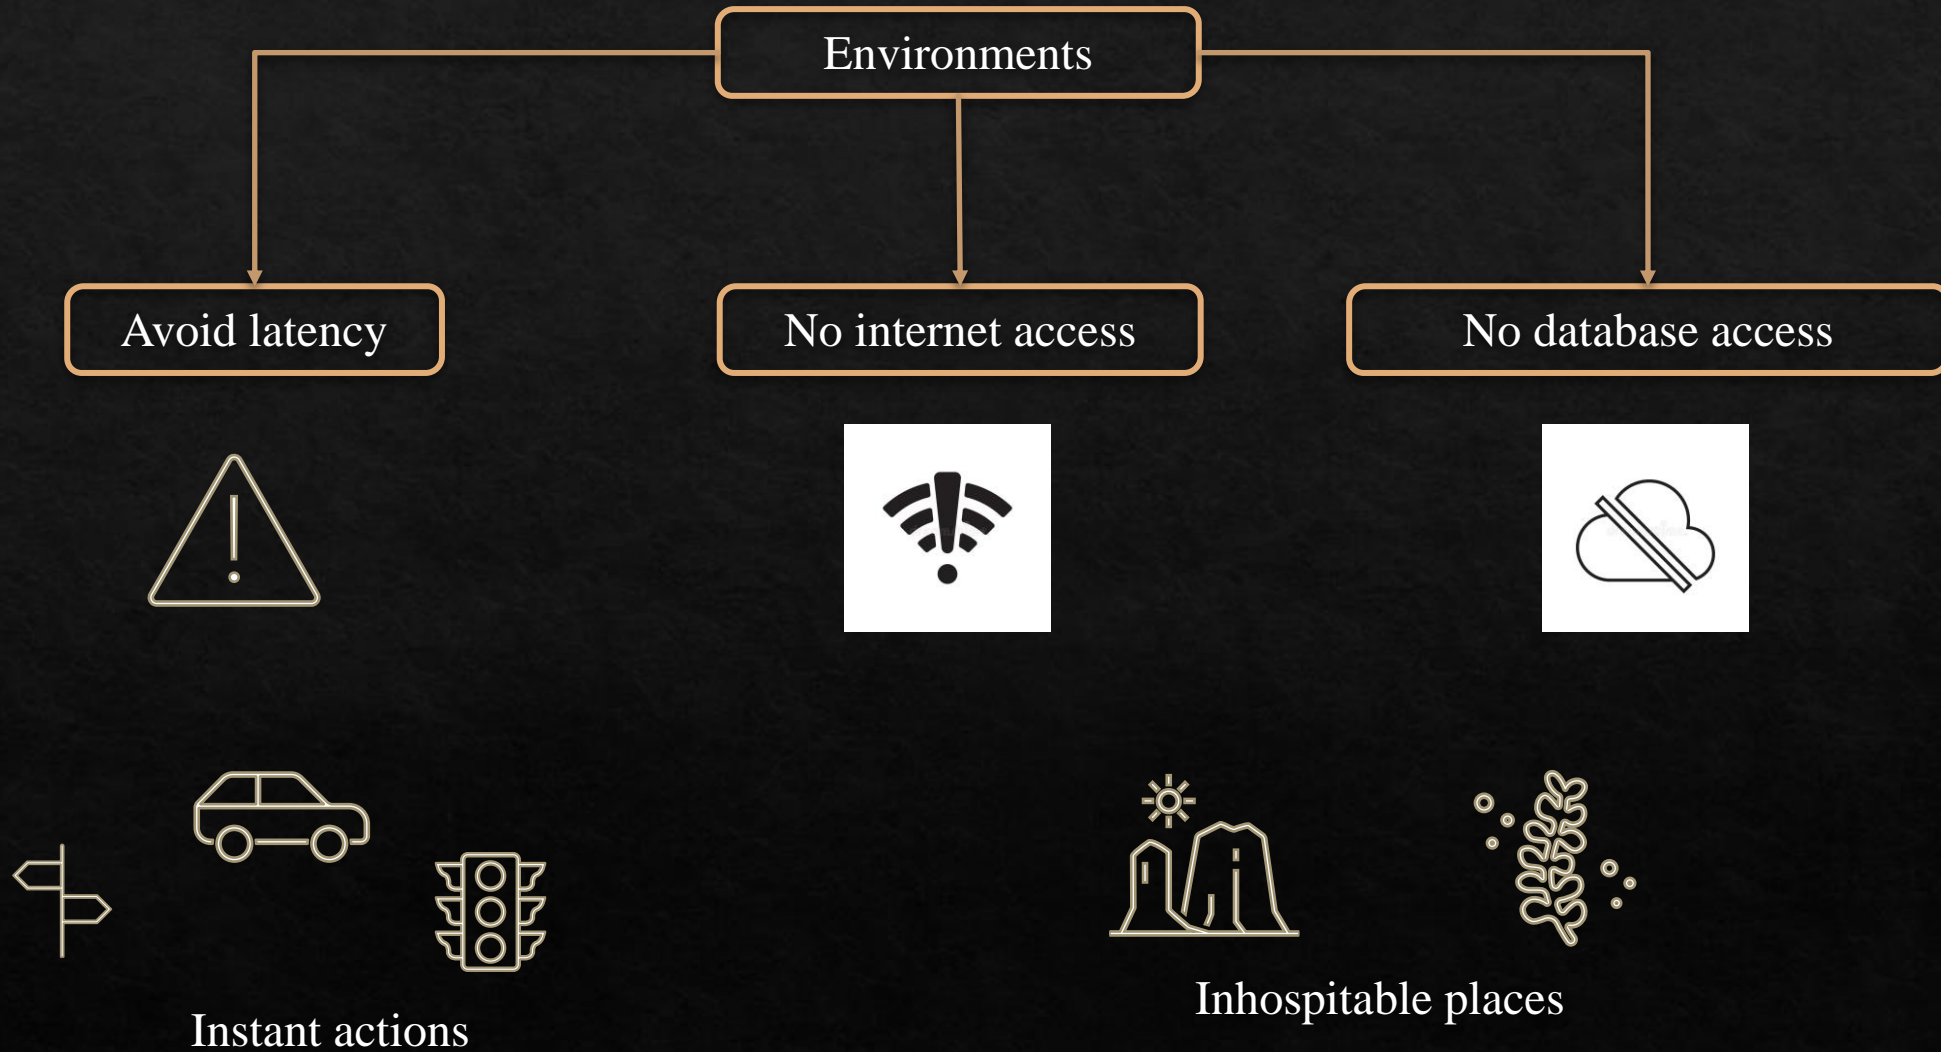 Environments
Avoid latency
No internet access
No database access
Instant actions
Inhospitable places